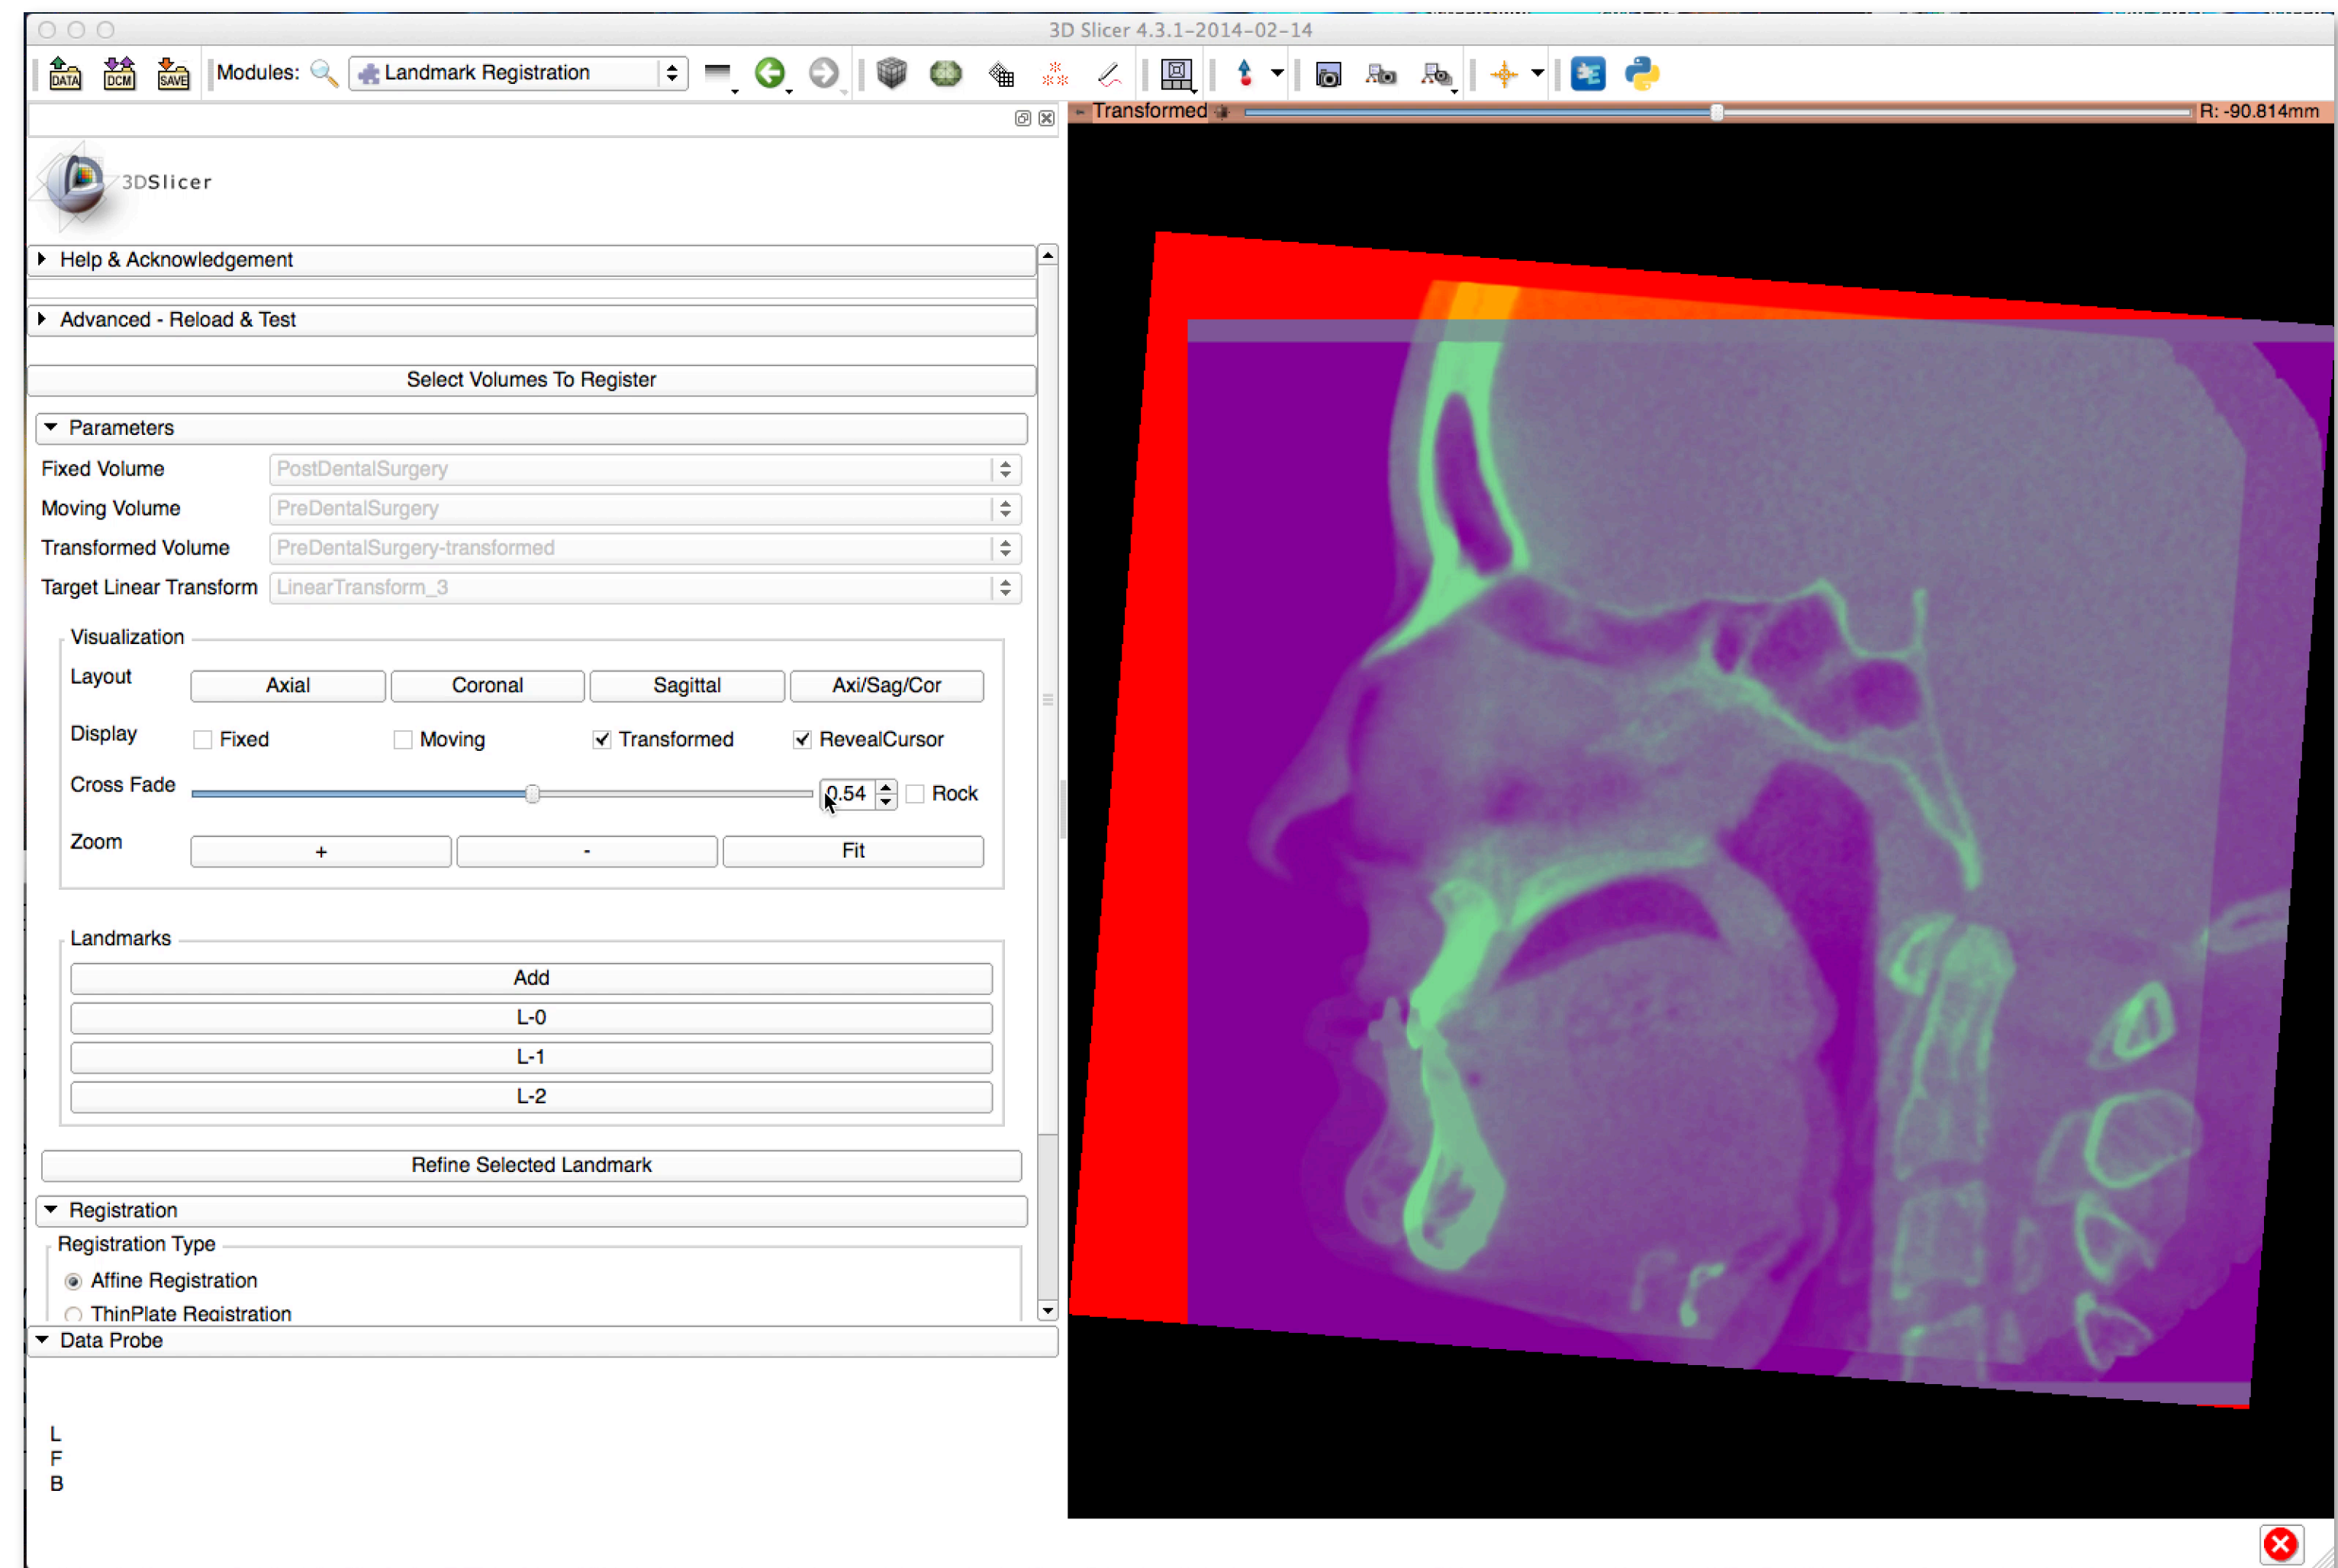 3D Slicer 4.3.1-2014-02-14
DATA DCM SAVE Modules: Landmark Registration
Transformed R: -90.814mm
3DSlicer
Help & Acknowledgement
Advanced - Reload & Test
Select Volumes To Register
Parameters
Fixed Volume PostDentalSurgery
Moving Volume PreDentalSurgery
Transformed Volume PreDentalSurgery-transformed
Target Linear Transform LinearTransform_3
Visualization
Layout Axial Coronal Sagittal Axi/Sag/Cor
Display Fixed Moving Transformed RevealCursor
Cross Fade 0.54 Rock
Zoom + - Fit
Landmarks
Add
L-0
L-1
L-2
Refine Selected Landmark
Registration
Registration Type
Affine Registration
ThinPlate Registration
Data Probe
L
F
B